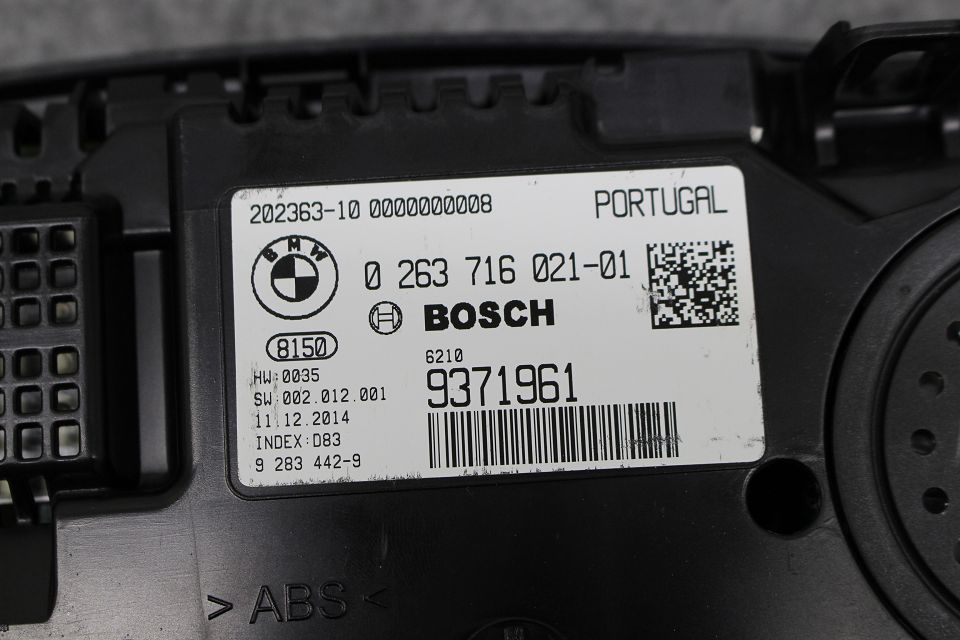 202363-10 0000000008
PORTUGAL
BMW
0 263 716 021-01
BOSCH
8150
6210
HW:0035
9371961
SW:002.012.001
11.12.2014
INDEX:D83
9 283 442-9
> ABS <